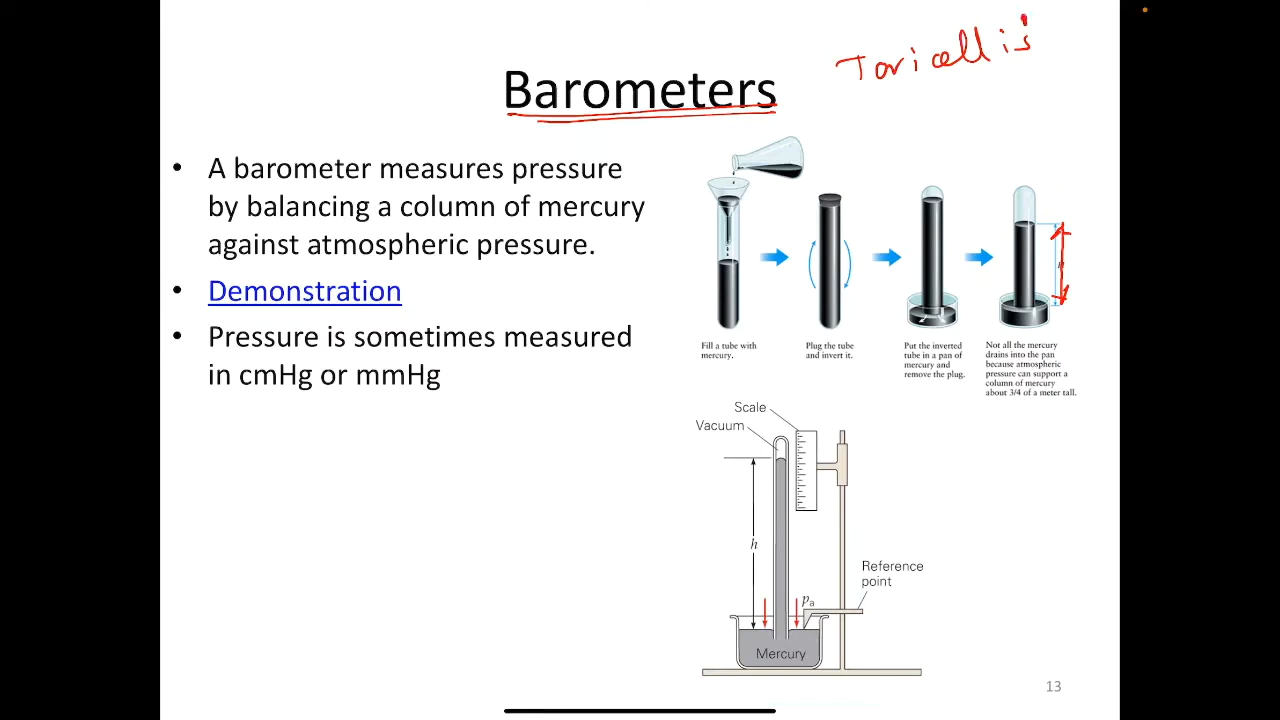 Toricelli's
Barometers
• A barometer measures pressure
by balancing a column of mercury
against atmospheric pressure.
• Demonstration
• Pressure is sometimes measured
in cmHg or mmHg
Fill a tube with
mercury.
Plug the tube
and invert it.
Put the inverted
tube in a pan of
mercury and
remove the plug.
Not all the mercury
drains into the pan
because atmospheric
pressure can support a
column of mercury
about 3/4 of a meter tall.
Scale
Vacuum
h
Reference
point
pa
Mercury
13